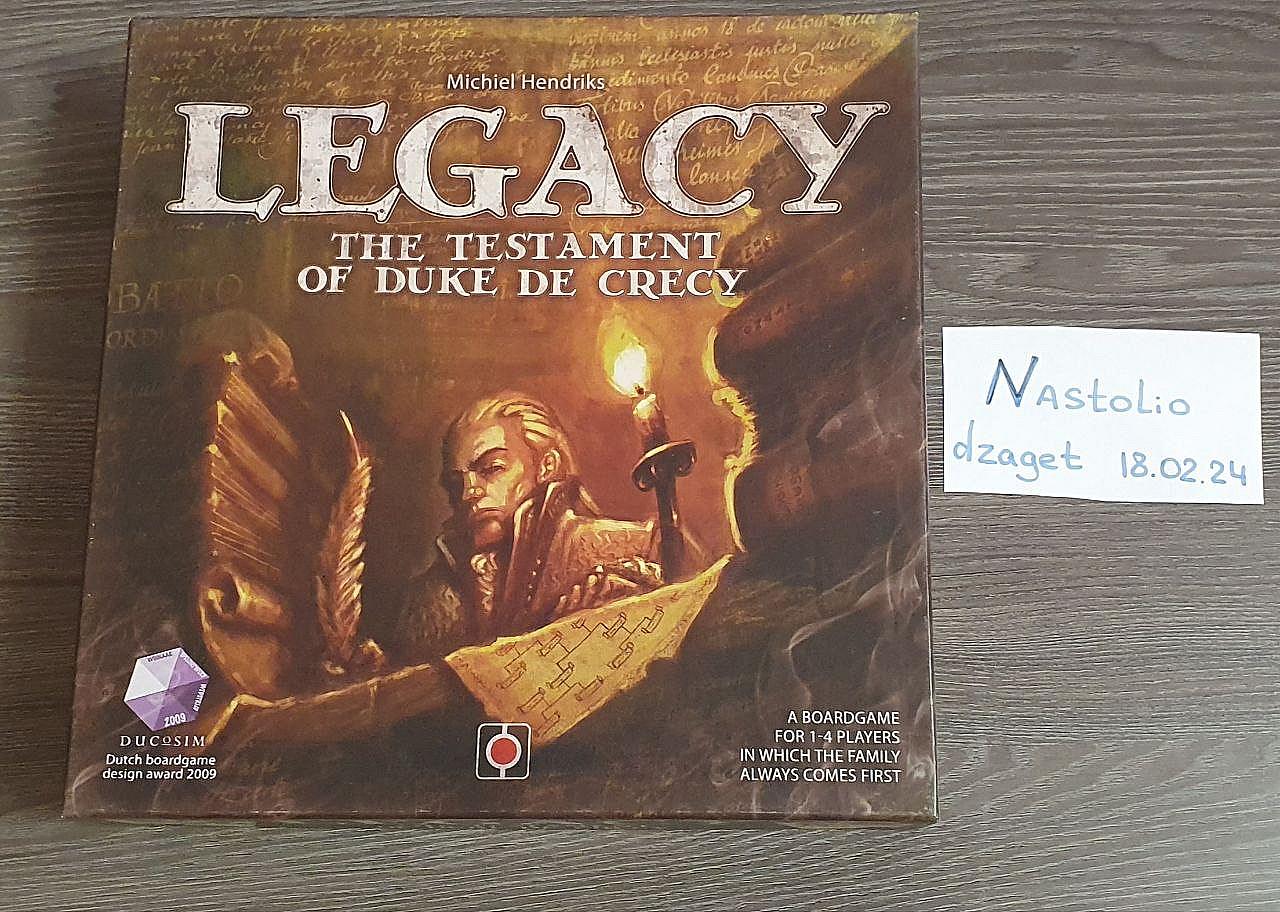 Michiel Hendriks
LEGACY
THE TESTAMENT
OF DUKE DE CRECY
Nastolio
dzaget 18.02.24
2009
DUCOSIM
Dutch boardgame
design award 2009
A BOARDGAME
FOR 1-4 PLAYERS
IN WHICH THE FAMILY
ALWAYS COMES FIRST